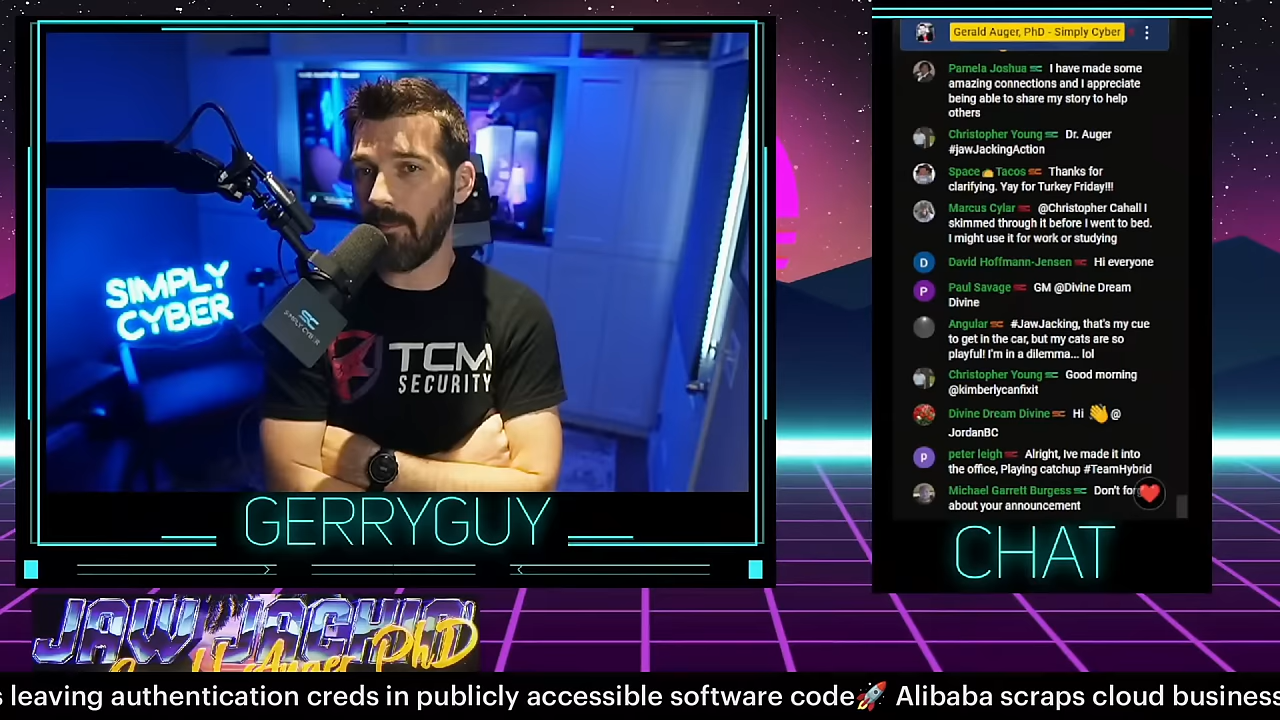 SIMPLY
CYBER
SC
TCM
SECURITY
GERRYGUY
JAW JACKING
PhD
Gerald Auger, PhD - Simply Cyber
Pamela Joshua I have made some
amazing connections and I appreciate
being able to share my story to help
others
Christopher Young Dr. Auger
#jawJackingAction
Space Tacos Thanks for
clarifying. Yay for Turkey Friday!!!
Marcus Cylar @Christopher Cahall I
skimmed through it before I went to bed.
I might use it for work or studying
D David Hoffmann-Jensen Hi everyone
P Paul Savage GM @Divine Dream
Divine
Angular #JawJacking, that's my cue
to get in the car, but my cats are so
playful! I'm in a dilemma... lol
Christopher Young Good morning
@kimberlycanfixit
Divine Dream Divine Hi 👋 @
JordanBC
p peter leigh Alright, Ive made it into
the office, Playing catchup #TeamHybrid
Michael Garrett Burgess Don't for
about your announcement
CHAT
s leaving authentication creds in publicly accessible software code🚀 Alibaba scraps cloud business